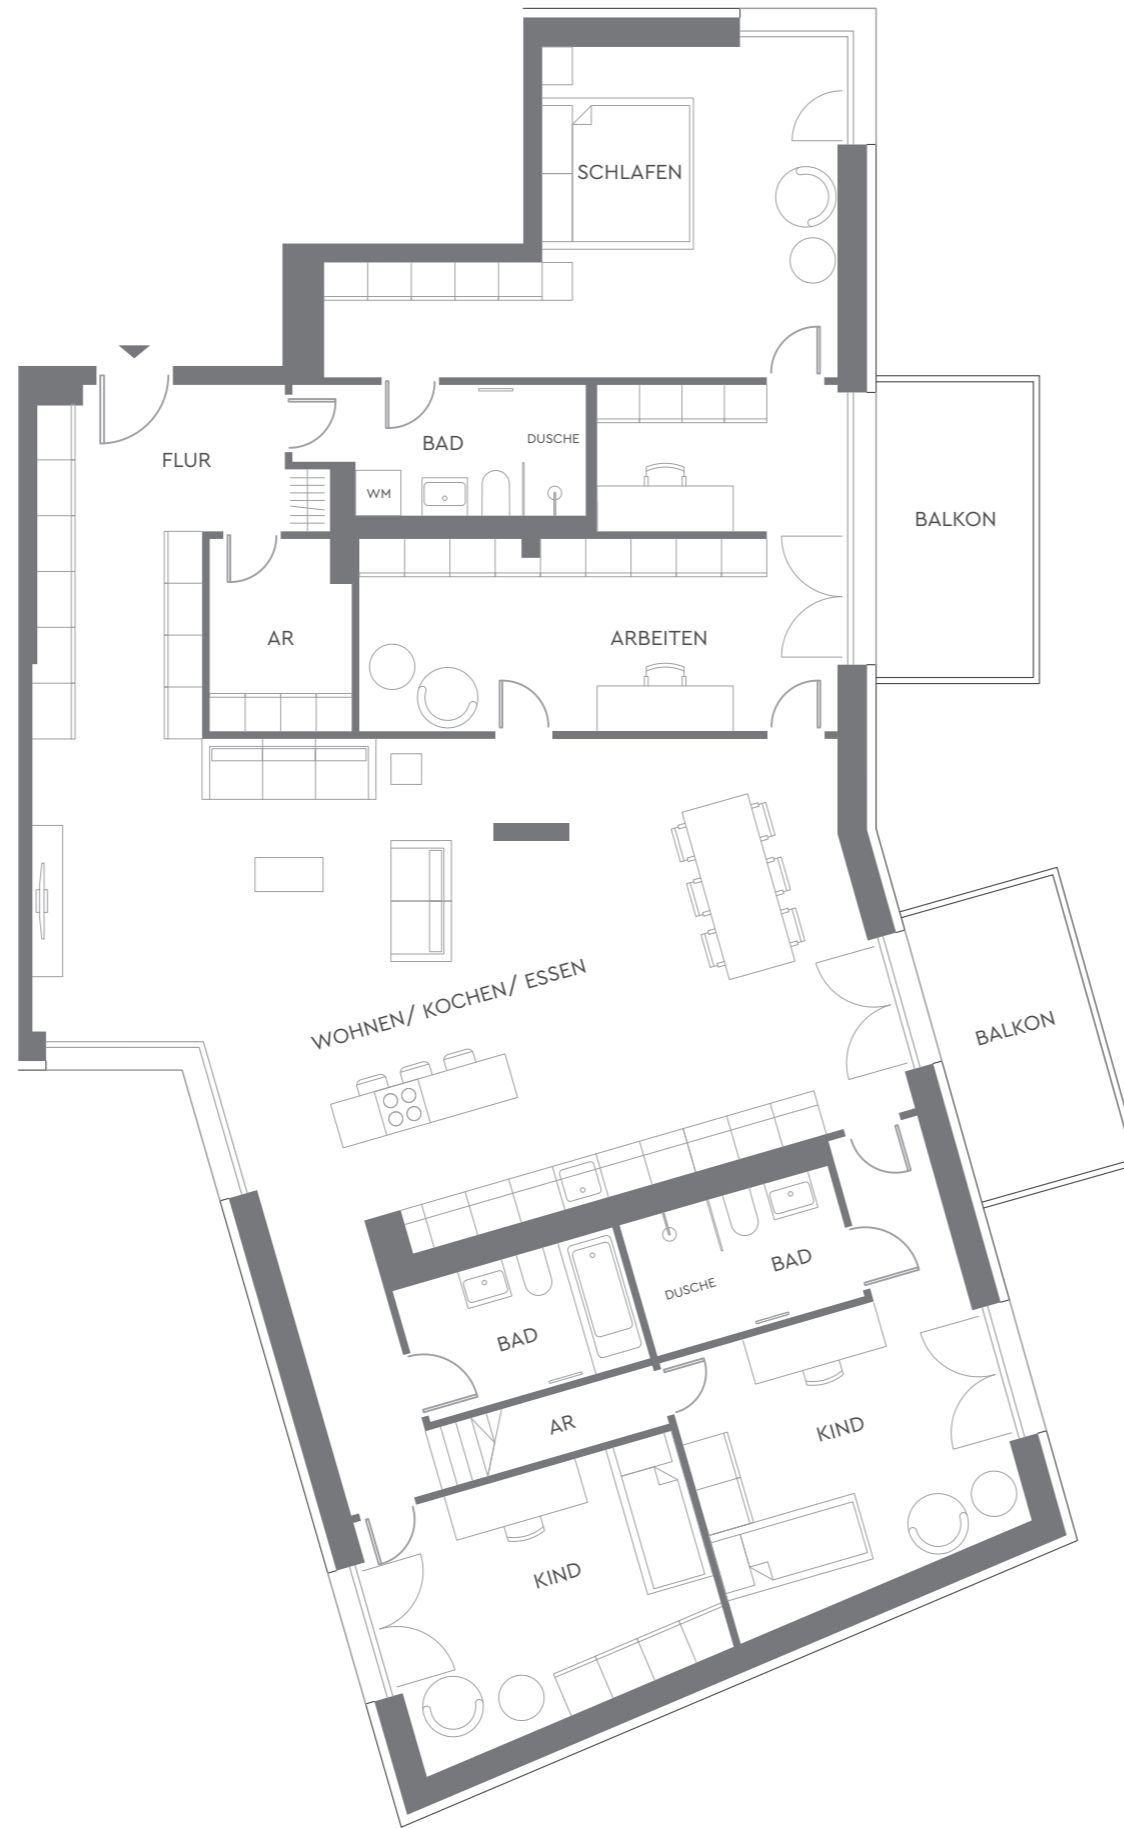 SCHLAFEN
BAD
DUSCHE
FLUR
WM
BALKON
AR
ARBEITEN
WOHNEN/ KOCHEN/ ESSEN
BALKON
BAD
DUSCHE
BAD
AR
KIND
KIND